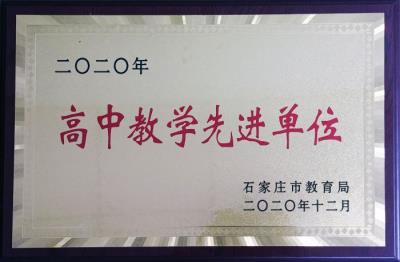 二〇二〇年
高中教学先进单位
石家庄市教育局
二〇二〇年十二月